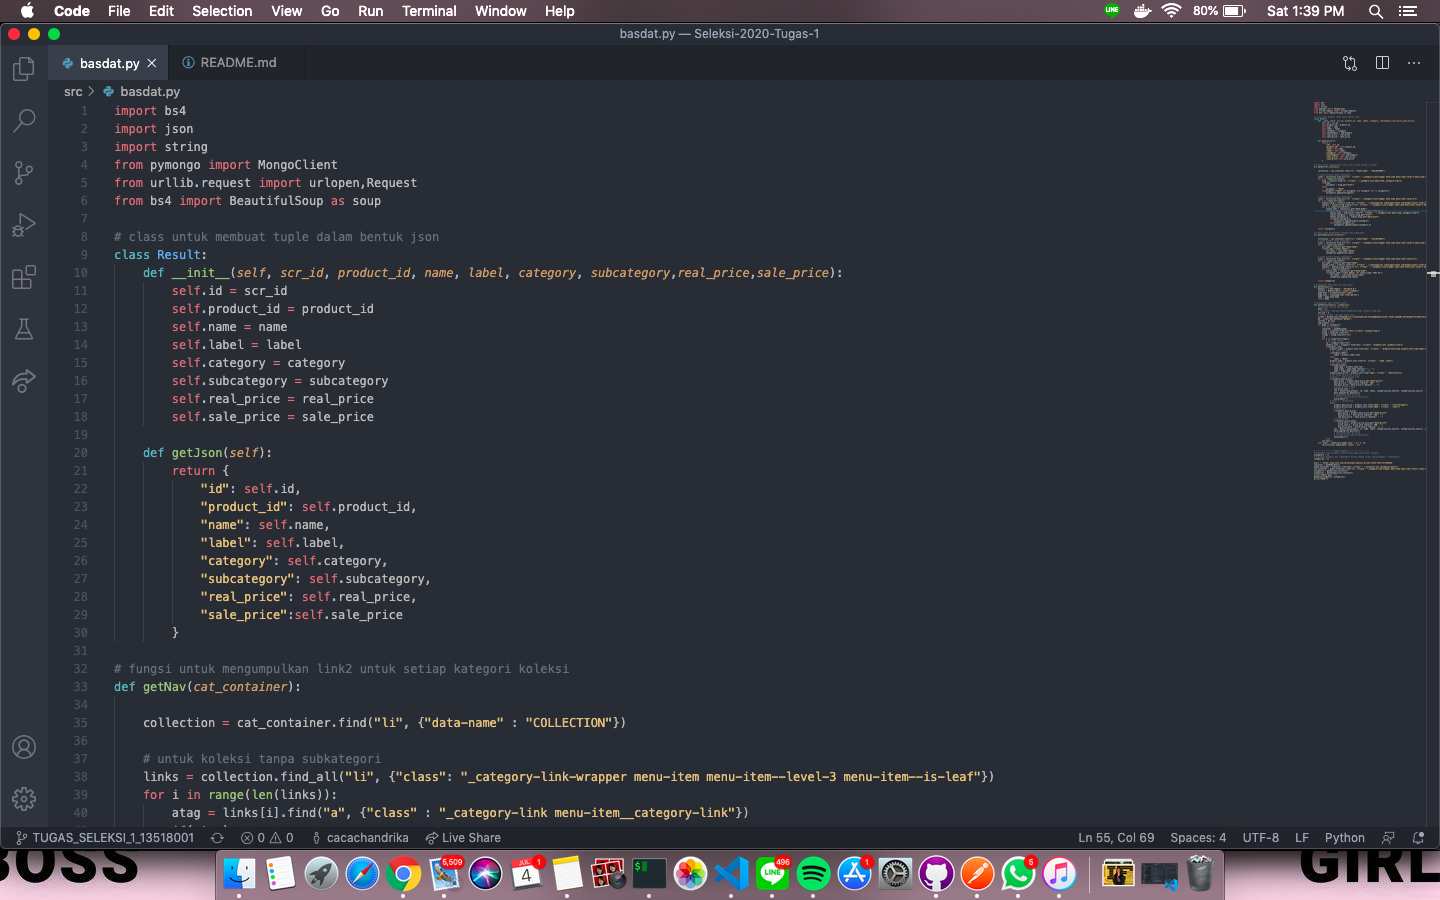 Code File Edit Selection View Go Run Terminal Window Help LINE 80% Sat 1:39 PM
basdat.py — Seleksi-2020-Tugas-1
basdat.py README.md
src basdat.py
1 import bs4
2 import json
3 import string
4 from pymongo import MongoClient
5 from urllib.request import urlopen,Request
6 from bs4 import BeautifulSoup as soup
7
8 # class untuk membuat tuple dalam bentuk json
9 class Result:
10 def __init__(self, scr_id, product_id, name, label, category, subcategory,real_price,sale_price):
11 self.id = scr_id
12 self.product_id = product_id
13 self.name = name
14 self.label = label
15 self.category = category
16 self.subcategory = subcategory
17 self.real_price = real_price
18 self.sale_price = sale_price
19
20 def getJson(self):
21 return {
22 "id": self.id,
23 "product_id": self.product_id,
24 "name": self.name,
25 "label": self.label,
26 "category": self.category,
27 "subcategory": self.subcategory,
28 "real_price": self.real_price,
29 "sale_price":self.sale_price
30 }
31
32 # fungsi untuk mengumpulkan link2 untuk setiap kategori koleksi
33 def getNav(cat_container):
34
35 collection = cat_container.find("li", {"data-name" : "COLLECTION"})
36
37 # untuk koleksi tanpa subkategori
38 links = collection.find_all("li", {"class": "_category-link-wrapper menu-item menu-item--level-3 menu-item--is-leaf"})
39 for i in range(len(links)):
40 atag = links[i].find("a", {"class" : "_category-link menu-item__category-link"})
TUGAS_SELEKSI_1_13518001 0 0 cacachandrika Live Share Ln 55, Col 69 Spaces: 4 UTF-8 LF Python
BOSS GIRL
5,509 JUL 4 1 LINE 496 1 5